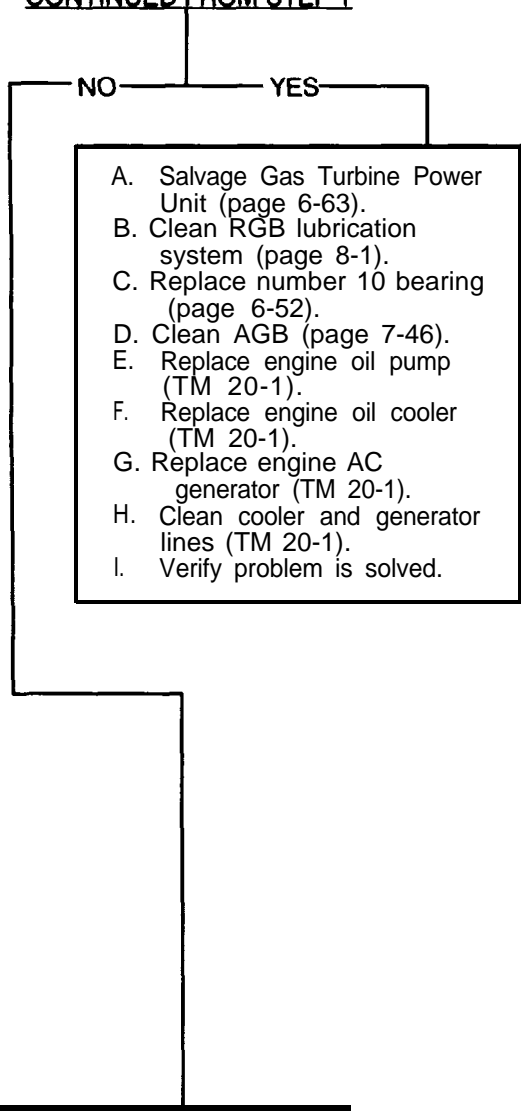 CONTINUED FROM STEP 1
NO YES
A. Salvage Gas Turbine Power
Unit (page 6-63).
B. Clean RGB lubrication
system (page 8-1).
C. Replace number 10 bearing
(page 6-52).
D. Clean AGB (page 7-46).
E. Replace engine oil pump
(TM 20-1).
F. Replace engine oil cooler
(TM 20-1).
G. Replace engine AC
generator (TM 20-1).
H. Clean cooler and generator
lines (TM 20-1).
I. Verify problem is solved.